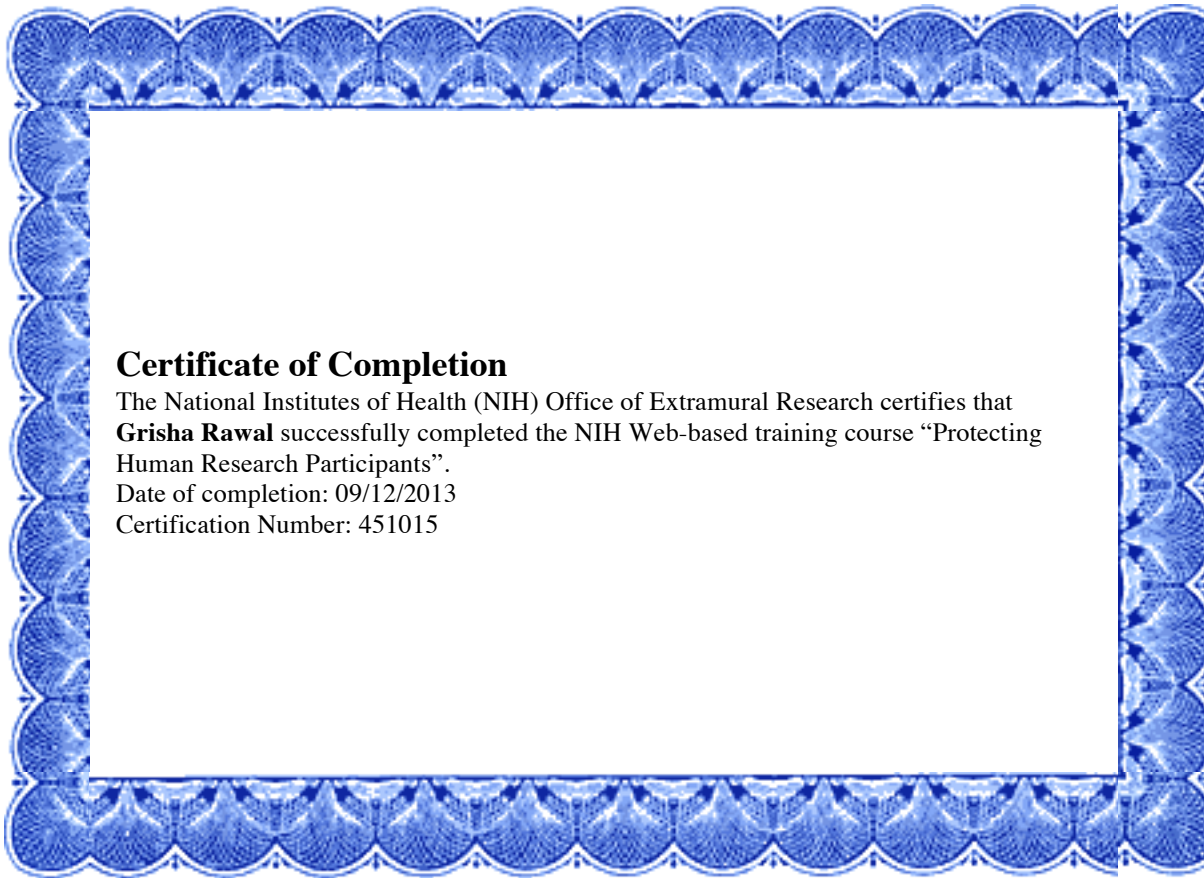 Certificate of Completion
The National Institutes of Health (NIH) Office of Extramural Research certifies that
Grisha Rawal successfully completed the NIH Web-based training course “Protecting
Human Research Participants”.
Date of completion: 09/12/2013
Certification Number: 451015